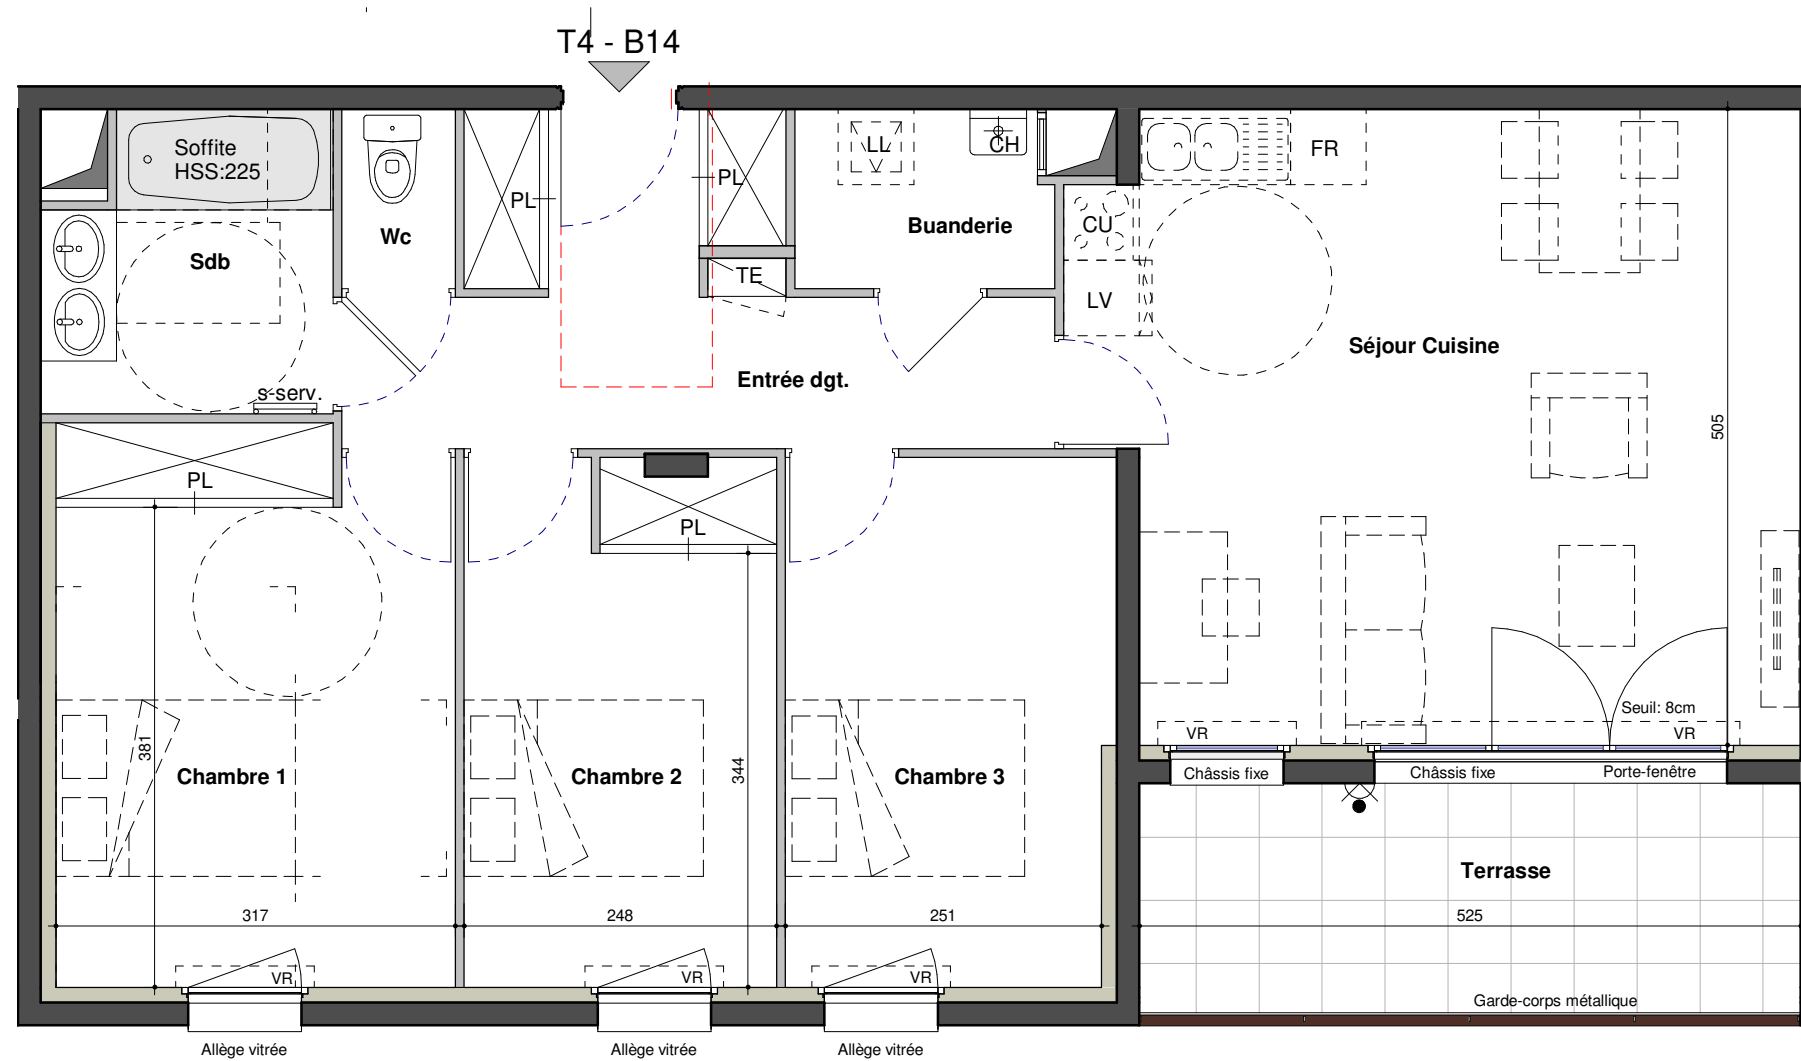 T4 - B14
Soffite
HSS:225
PL
PL
LL
CH
FR
Wc
Buanderie
CU
Sdb
TE
LV
Séjour Cuisine
Entrée dgt.
s-serv.
505
PL
PL
Seuil: 8cm
VR
VR
381
344
Chambre 1
Chambre 2
Chambre 3
Châssis fixe
Châssis fixe
Porte-fenêtre
Terrasse
317
248
251
525
VR
VR
VR
Garde-corps métallique
Allège vitrée
Allège vitrée
Allège vitrée